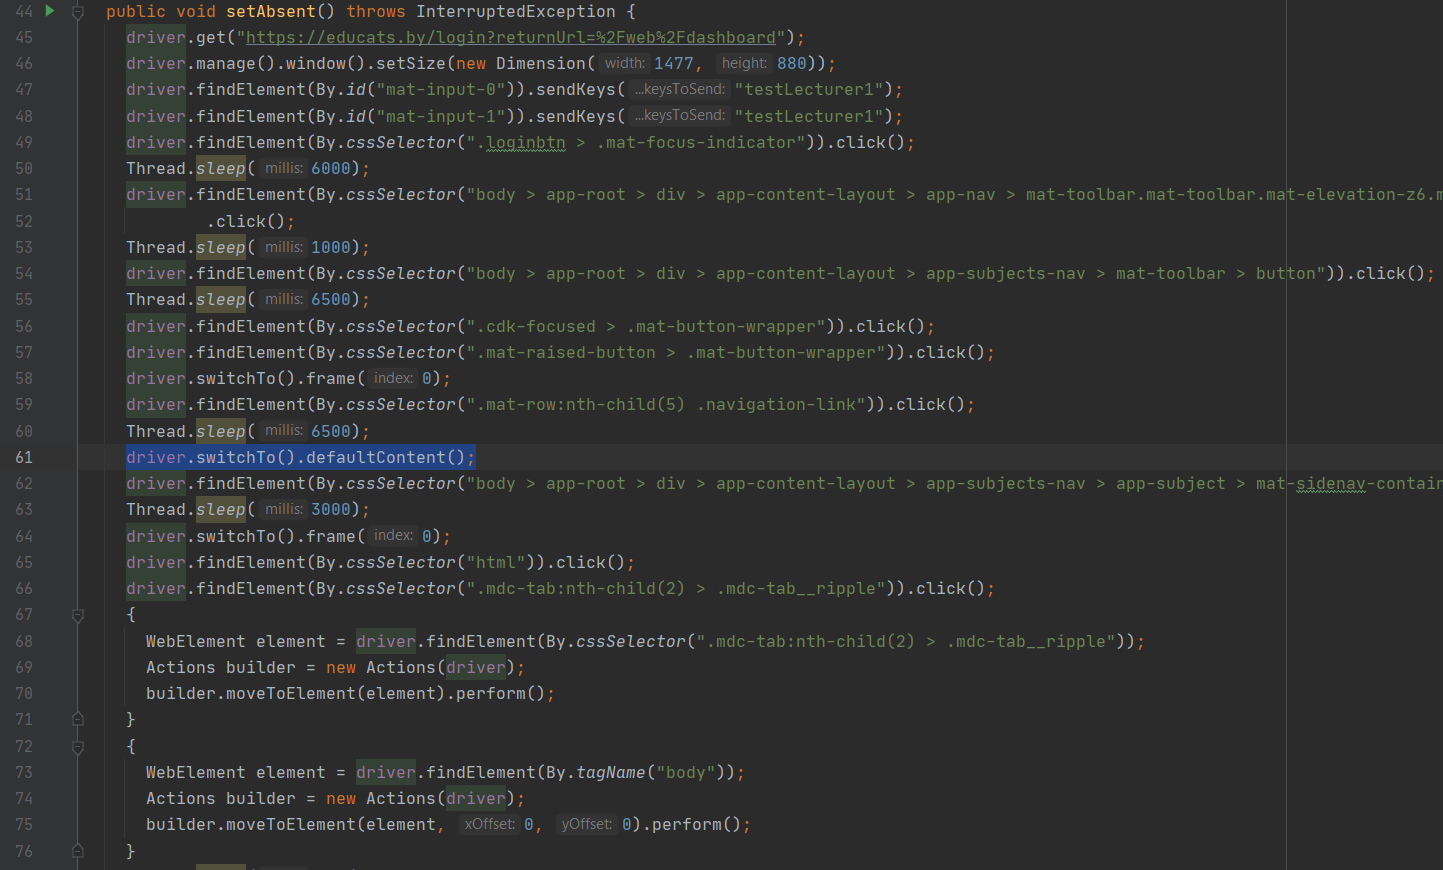 44 public void setAbsent() throws InterruptedException {
45 driver.get("https://educats.by/login?returnUrl=%2Fweb%2Fdashboard");
46 driver.manage().window().setSize(new Dimension( width: 1477, height: 880));
47 driver.findElement(By.id("mat-input-0")).sendKeys( ...keysToSend: "testLecturer1");
48 driver.findElement(By.id("mat-input-1")).sendKeys( ...keysToSend: "testLecturer1");
49 driver.findElement(By.cssSelector(".loginbtn > .mat-focus-indicator")).click();
50 Thread.sleep( millis: 6000);
51 driver.findElement(By.cssSelector("body > app-root > div > app-content-layout > app-nav > mat-toolbar.mat-toolbar.mat-elevation-z6.m
52 .click();
53 Thread.sleep( millis: 1000);
54 driver.findElement(By.cssSelector("body > app-root > div > app-content-layout > app-subjects-nav > mat-toolbar > button")).click();
55 Thread.sleep( millis: 6500);
56 driver.findElement(By.cssSelector(".cdk-focused > .mat-button-wrapper")).click();
57 driver.findElement(By.cssSelector(".mat-raised-button > .mat-button-wrapper")).click();
58 driver.switchTo().frame( index: 0);
59 driver.findElement(By.cssSelector(".mat-row:nth-child(5) .navigation-link")).click();
60 Thread.sleep( millis: 6500);
61 driver.switchTo().defaultContent();
62 driver.findElement(By.cssSelector("body > app-root > div > app-content-layout > app-subjects-nav > app-subject > mat-sidenav-contain
63 Thread.sleep( millis: 3000);
64 driver.switchTo().frame( index: 0);
65 driver.findElement(By.cssSelector("html")).click();
66 driver.findElement(By.cssSelector(".mdc-tab:nth-child(2) > .mdc-tab__ripple")).click();
67 {
68 WebElement element = driver.findElement(By.cssSelector(".mdc-tab:nth-child(2) > .mdc-tab__ripple"));
69 Actions builder = new Actions(driver);
70 builder.moveToElement(element).perform();
71 }
72 {
73 WebElement element = driver.findElement(By.tagName("body"));
74 Actions builder = new Actions(driver);
75 builder.moveToElement(element, xOffset: 0, yOffset: 0).perform();
76 }